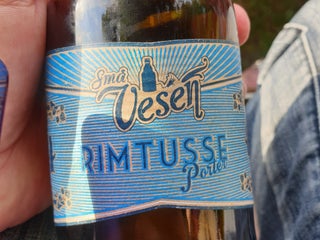 Små
Vesen
RIMTUSSE
Porter